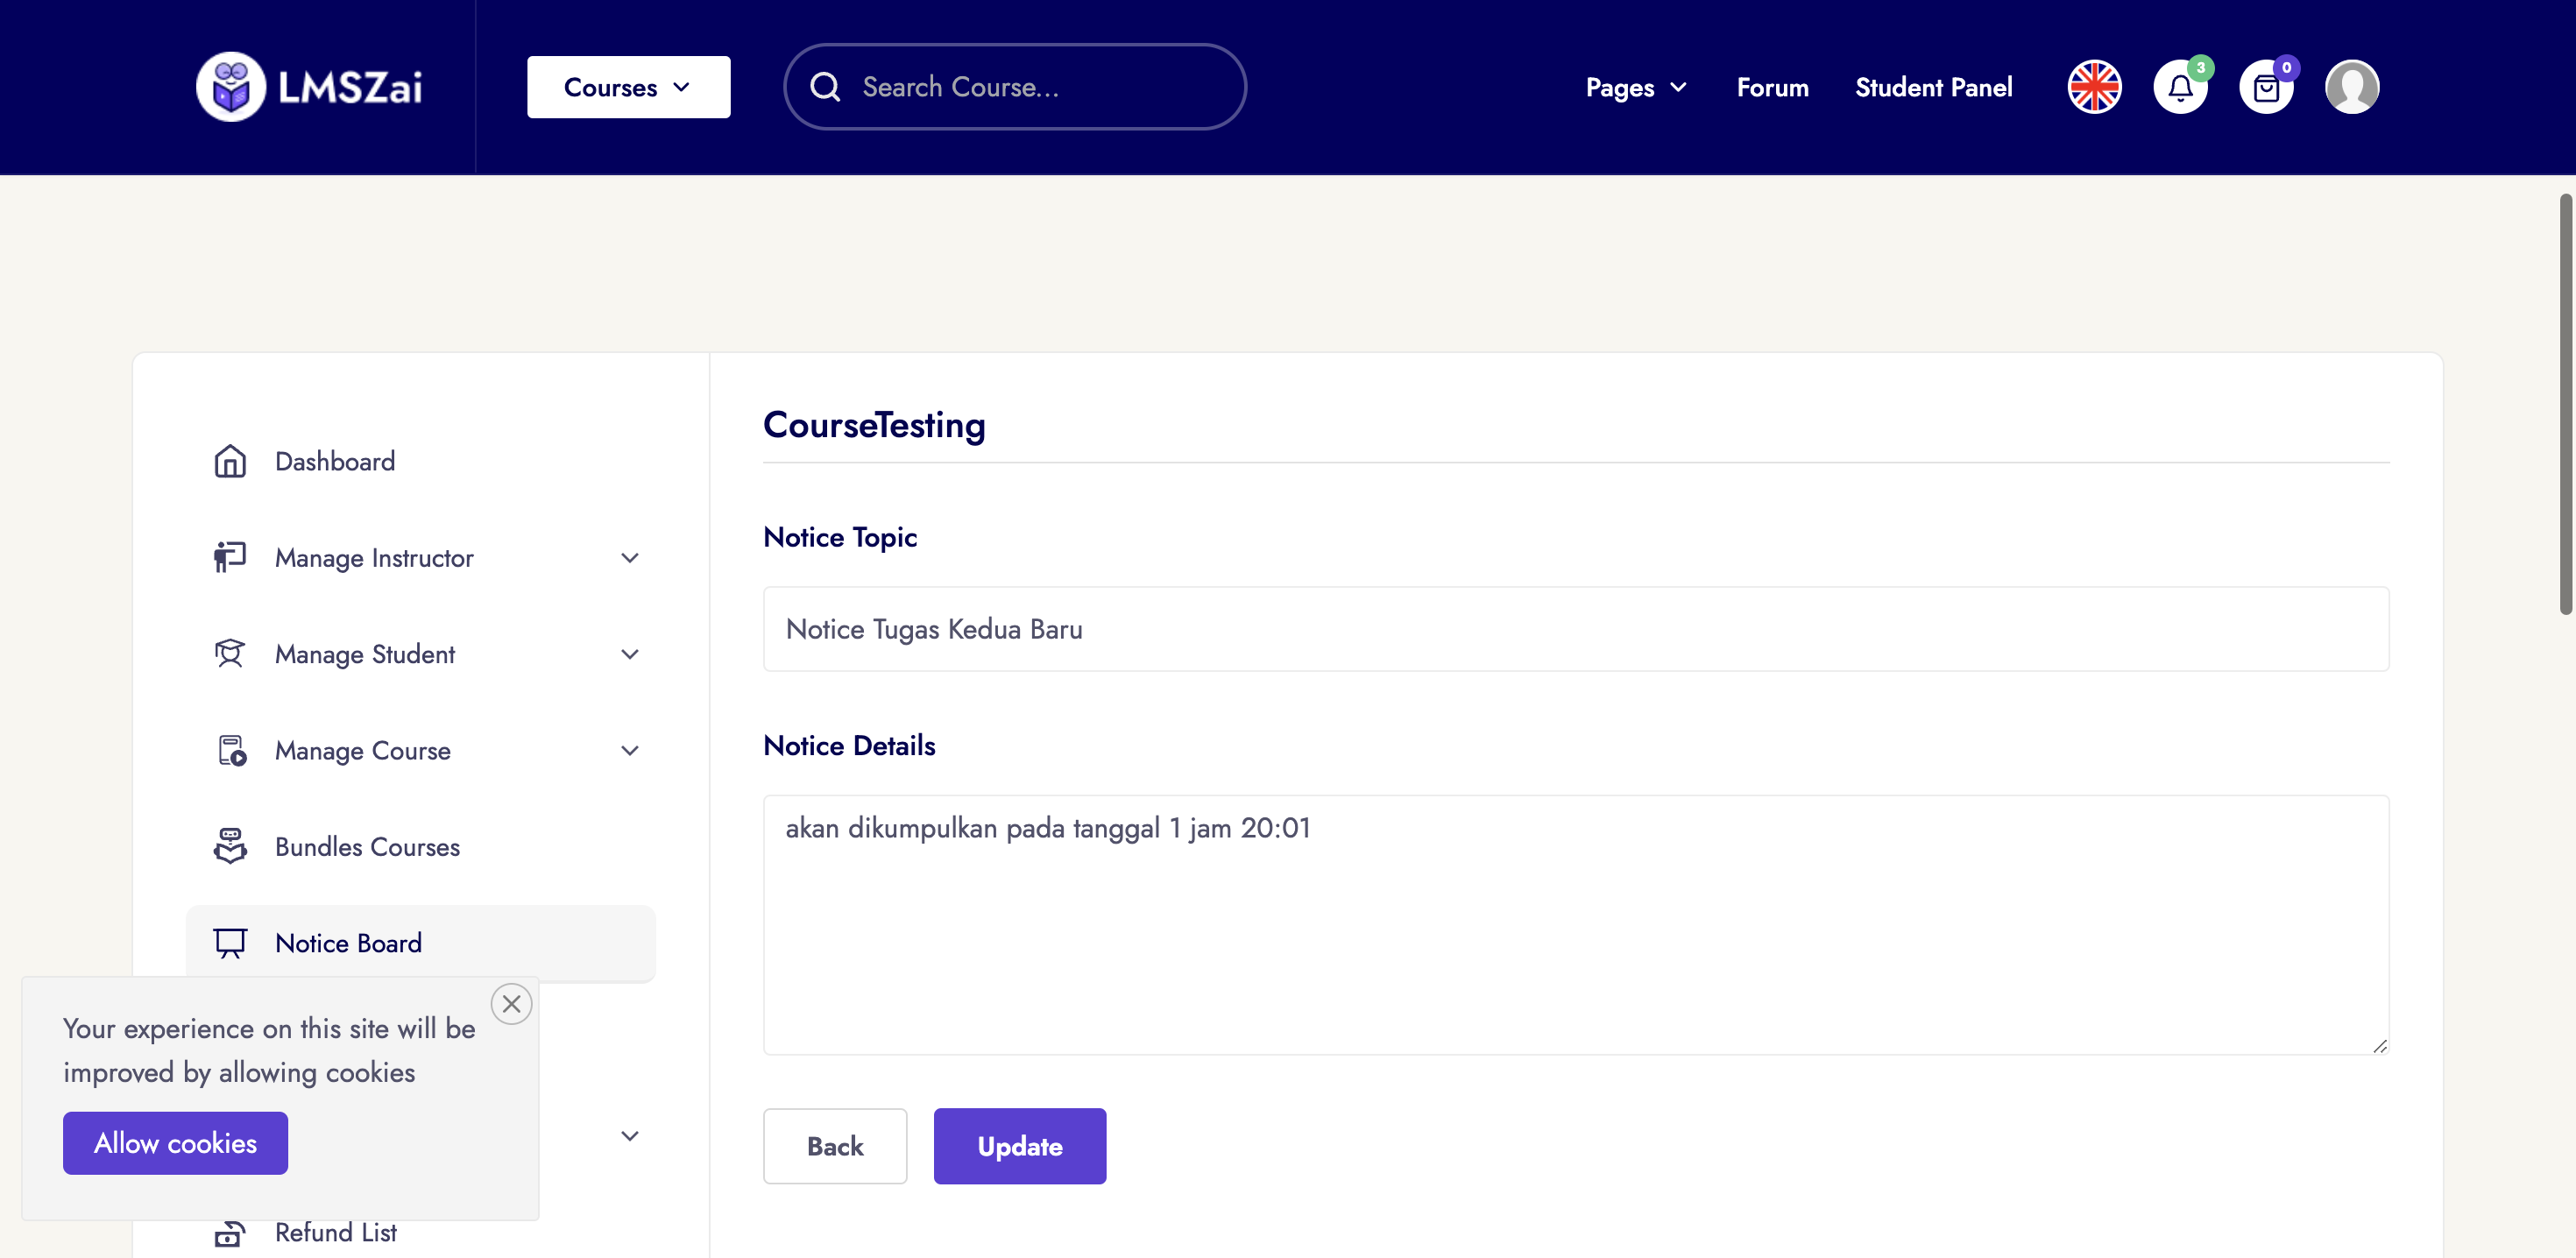 LMSZai
Courses
Search Course...
Pages
Forum
Student Panel
3
0
Dashboard
Manage Instructor
Manage Student
Manage Course
Bundles Courses
Notice Board
Refund List
CourseTesting
Notice Topic
Notice Tugas Kedua Baru
Notice Details
akan dikumpulkan pada tanggal 1 jam 20:01
Back
Update
Your experience on this site will be
improved by allowing cookies
Allow cookies